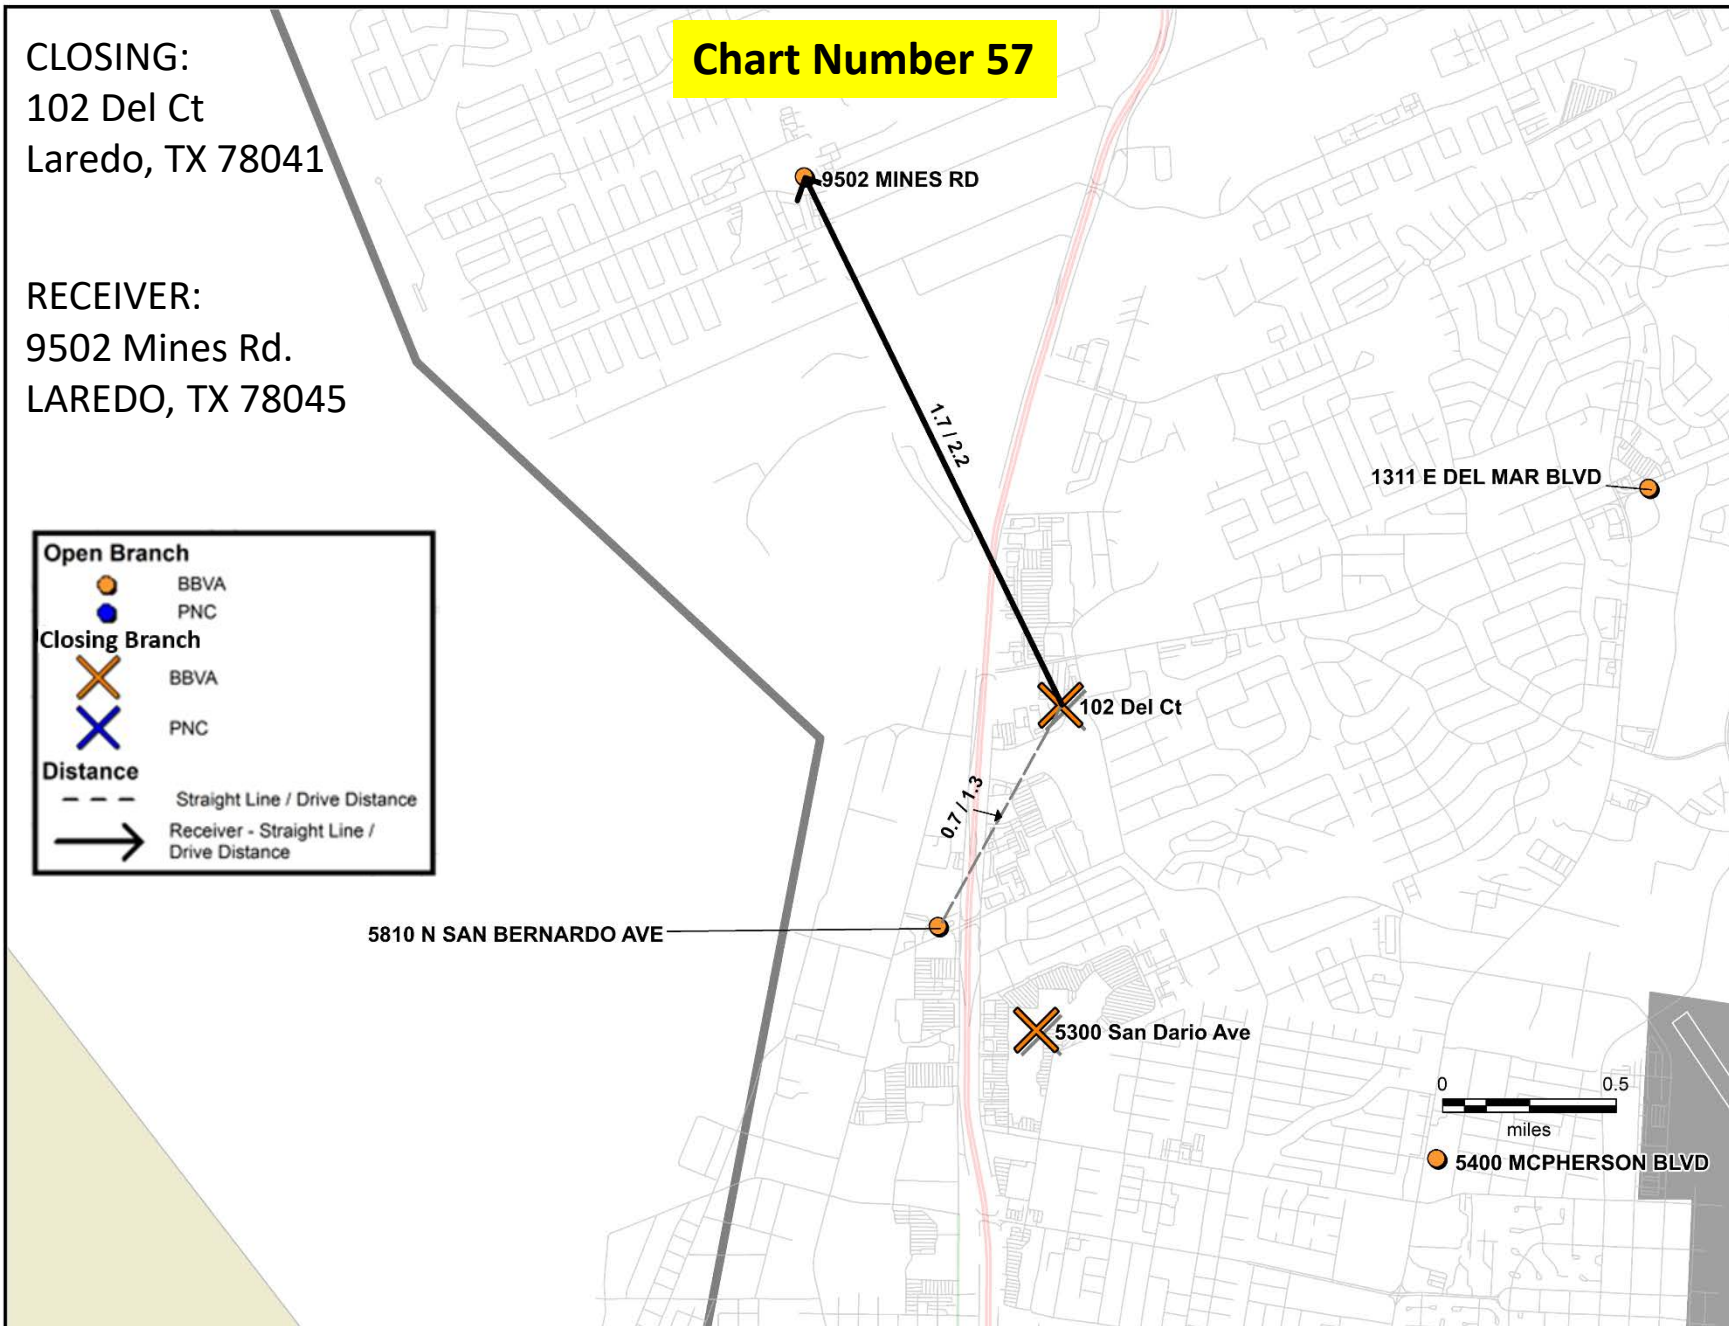 Chart Number 57
CLOSING:
102 Del Ct
Laredo, TX 78041
RECEIVER:
9502 Mines Rd.
LAREDO, TX 78045
9502 MINES RD
1.7 / 2.2
1311 E DEL MAR BLVD
Open Branch
BBVA
PNC
Closing Branch
BBVA
PNC
Distance
Straight Line / Drive Distance
Receiver - Straight Line /
Drive Distance
102 Del Ct
0.7 / 1.3
5810 N SAN BERNARDO AVE
5300 San Dario Ave
0 0.5
miles
5400 MCPHERSON BLVD